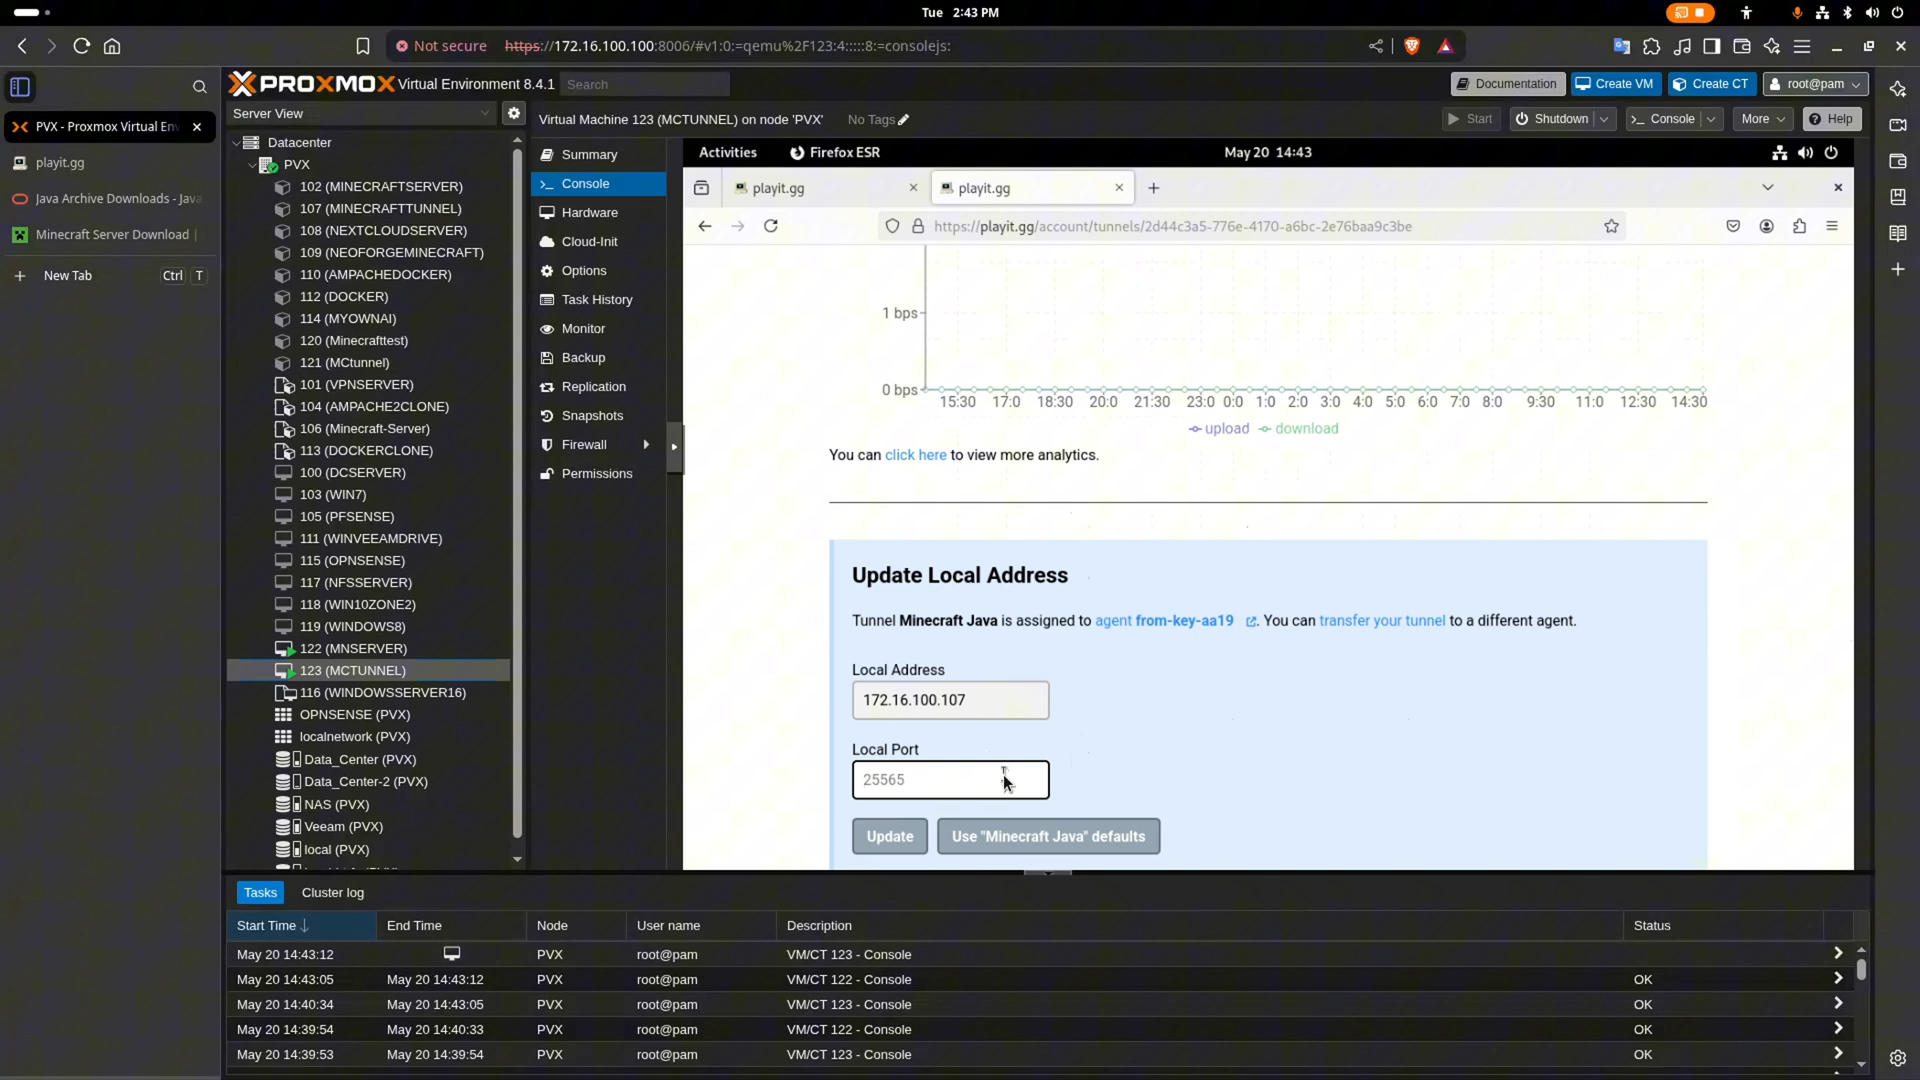 Tue 2:43 PM
Not secure https://172.16.100.100:8006/#v1:0:=qemu%2F123:4:::::8:=consolejs:
PROXMOX Virtual Environment 8.4.1 Search
Documentation Create VM Create CT root@pam
PVX - Proxmox Virtual En
playit.gg
Java Archive Downloads - Java
Minecraft Server Download
New Tab Ctrl T
Server View
Datacenter
PVX
102 (MINECRAFTSERVER)
107 (MINECRAFTTUNNEL)
108 (NEXTCLOUDSERVER)
109 (NEOFORGEMINECRAFT)
110 (AMPACHEDOCKER)
112 (DOCKER)
114 (MYOWNAI)
120 (Minecrafttest)
121 (MCtunnel)
101 (VPNSERVER)
104 (AMPACHE2CLONE)
106 (Minecraft-Server)
113 (DOCKERCLONE)
100 (DCSERVER)
103 (WIN7)
105 (PFSENSE)
111 (WINVEEAMDRIVE)
115 (OPNSENSE)
117 (NFSSERVER)
118 (WIN10ZONE2)
119 (WINDOWS8)
122 (MNSERVER)
123 (MCTUNNEL)
116 (WINDOWSSERVER16)
OPNSENSE (PVX)
localnetwork (PVX)
Data_Center (PVX)
Data_Center-2 (PVX)
NAS (PVX)
Veeam (PVX)
local (PVX)
Virtual Machine 123 (MCTUNNEL) on node 'PVX' No Tags
Start Shutdown Console More Help
Summary
Console
Hardware
Cloud-Init
Options
Task History
Monitor
Backup
Replication
Snapshots
Firewall
Permissions
Activities Firefox ESR May 20 14:43
playit.gg playit.gg
https://playit.gg/account/tunnels/2d44c3a5-776e-4170-a6bc-2e76baa9c3be
1 bps
0 bps
15:30 17:0 18:30 20:0 21:30 23:0 0:0 1:0 2:0 3:0 4:0 5:0 6:0 7:0 8:0 9:30 11:0 12:30 14:30
upload download
You can click here to view more analytics.
Update Local Address
Tunnel Minecraft Java is assigned to agent from-key-aa19. You can transfer your tunnel to a different agent.
Local Address
172.16.100.107
Local Port
25565
Update Use "Minecraft Java" defaults
Tasks Cluster log
Start Time End Time Node User name Description Status
May 20 14:43:12 PVX root@pam VM/CT 123 - Console
May 20 14:43:05 May 20 14:43:12 PVX root@pam VM/CT 122 - Console OK
May 20 14:40:34 May 20 14:43:05 PVX root@pam VM/CT 123 - Console OK
May 20 14:39:54 May 20 14:40:33 PVX root@pam VM/CT 122 - Console OK
May 20 14:39:53 May 20 14:39:54 PVX root@pam VM/CT 123 - Console OK